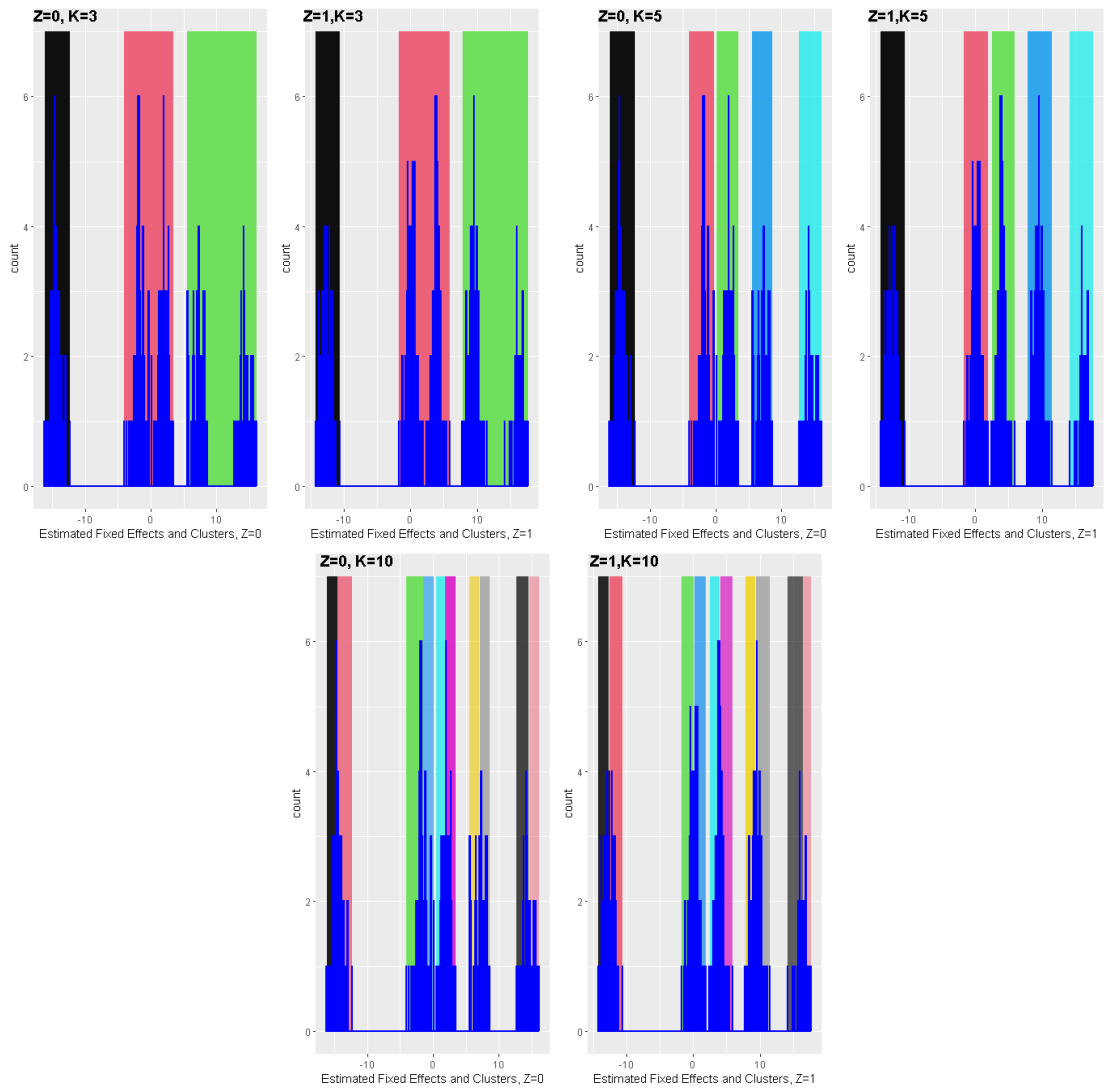 Z=0, K=3
6
4
2
0
count
-10
0
10
Estimated Fixed Effects and Clusters, Z=0
Z=1,K=3
6
4
2
0
count
-10
0
10
Estimated Fixed Effects and Clusters, Z=1
Z=0, K=5
6
4
2
0
count
-10
0
10
Estimated Fixed Effects and Clusters, Z=0
Z=1,K=5
6
4
2
0
count
-10
0
10
Estimated Fixed Effects and Clusters, Z=1
Z=0, K=10
6
4
2
0
count
-10
0
10
Estimated Fixed Effects and Clusters, Z=0
Z=1,K=10
6
4
2
0
count
-10
0
10
Estimated Fixed Effects and Clusters, Z=1